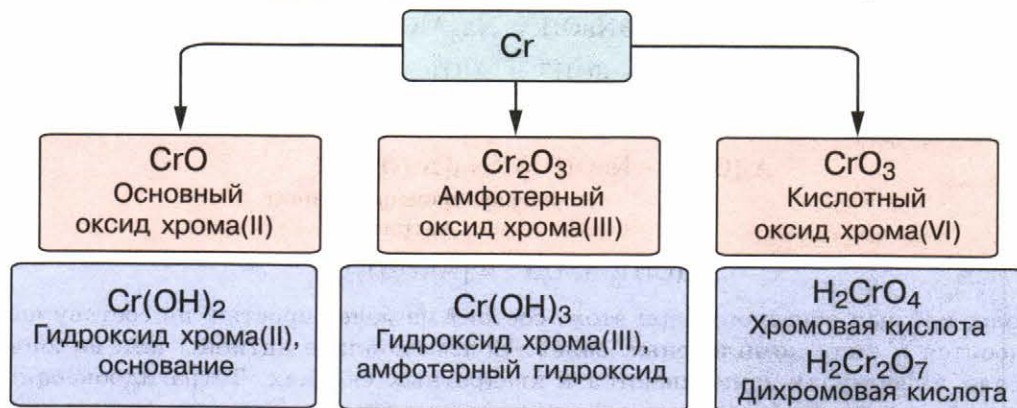 Cr
CrO
Основный
оксид хрома(II)
Cr₂O₃
Амфотерный
оксид хрома(III)
CrO₃
Кислотный
оксид хрома(VI)
Cr(OH)₂
Гидроксид хрома(II),
основание
Cr(OH)₃
Гидроксид хрома(III),
амфотерный гидроксид
H₂CrO₄
Хромовая кислота
H₂Cr₂O₇
Дихромовая кислота